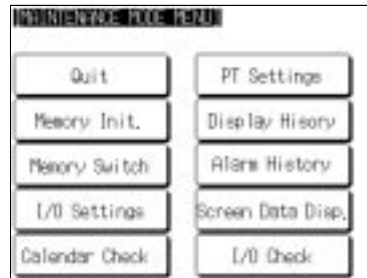 [MAINTENANCE MODE MENU]
Quit
PT Settings
Memory Init.
Display Hisory
Memory Switch
Alarm History
I/O Settings
Screen Data Disp.
Calendar Check
I/O Check